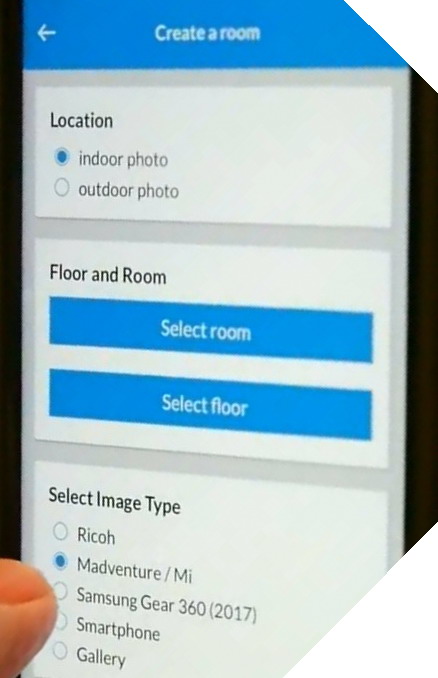 Create a room
Location
indoor photo
outdoor photo
Floor and Room
Select room
Select floor
Select Image Type
Ricoh
Madventure / Mi
Samsung Gear 360 (2017)
Smartphone
Gallery